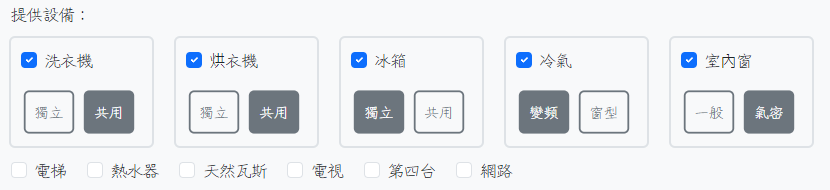 提供設備：
洗衣機 烘衣機 冰箱 冷氣 室內窗
獨立 共用 獨立 共用 獨立 共用 變頻 窗型 一般 氣密
電梯 熱水器 天然瓦斯 電視 第四台 網路